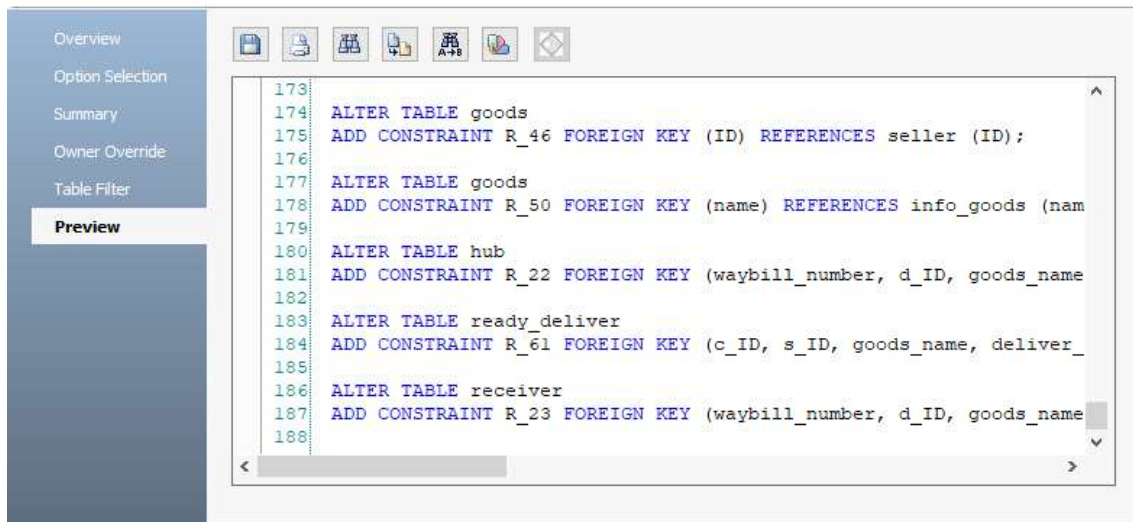 Overview
Option Selection
Summary
Owner Override
Table Filter
Preview
A→B
173
174 ALTER TABLE goods
175 ADD CONSTRAINT R_46 FOREIGN KEY (ID) REFERENCES seller (ID);
176
177 ALTER TABLE goods
178 ADD CONSTRAINT R_50 FOREIGN KEY (name) REFERENCES info_goods (nam
179
180 ALTER TABLE hub
181 ADD CONSTRAINT R_22 FOREIGN KEY (waybill_number, d_ID, goods_name
182
183 ALTER TABLE ready_deliver
184 ADD CONSTRAINT R_61 FOREIGN KEY (c_ID, s_ID, goods_name, deliver_
185
186 ALTER TABLE receiver
187 ADD CONSTRAINT R_23 FOREIGN KEY (waybill_number, d_ID, goods_name
188